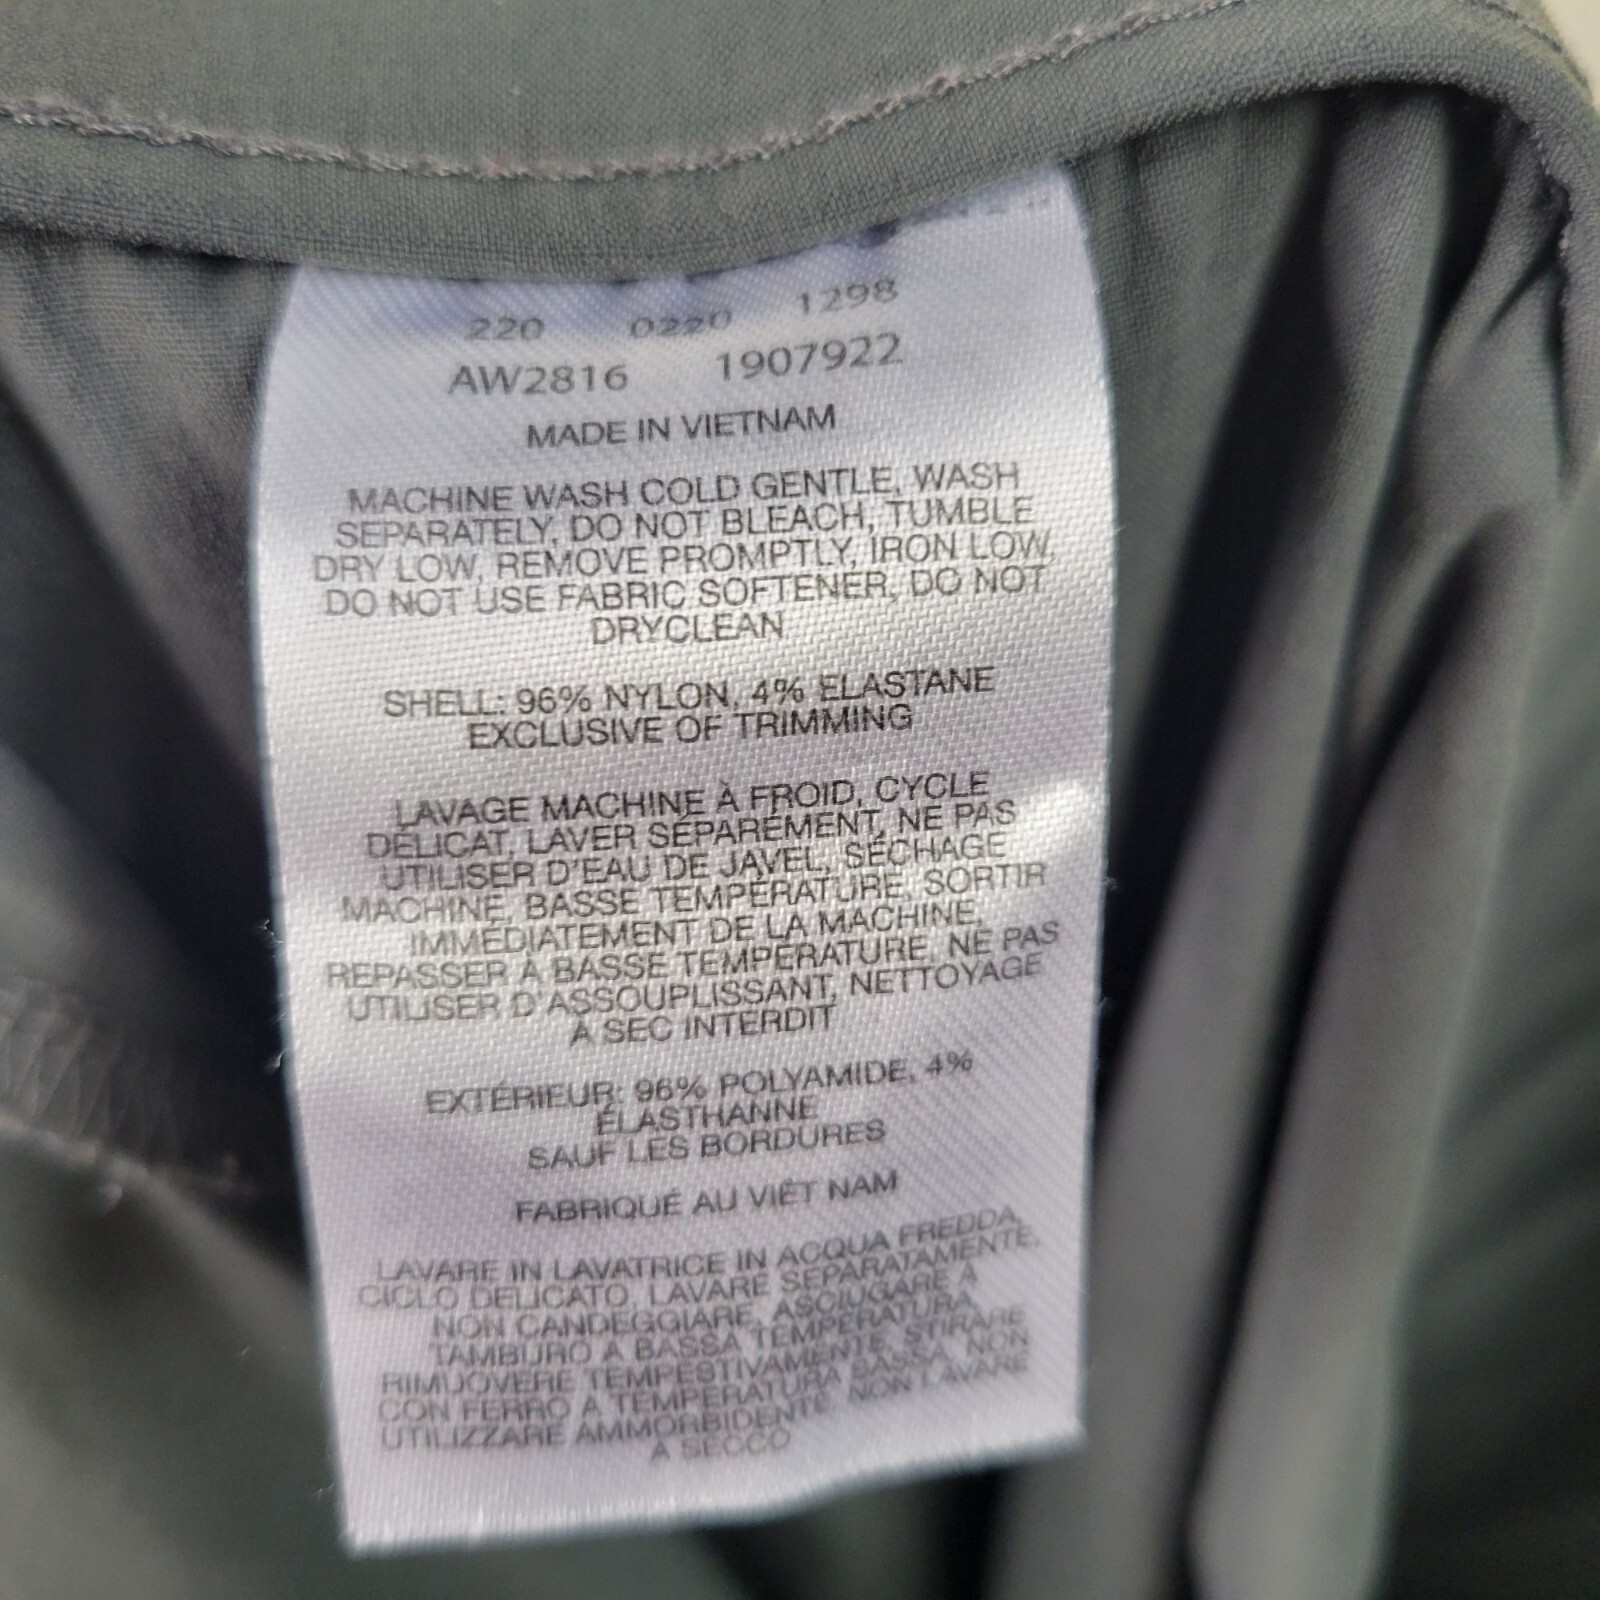 220 0220 1298
AW2816 1907922
MADE IN VIETNAM
MACHINE WASH COLD GENTLE, WASH
SEPARATELY, DO NOT BLEACH, TUMBLE
DRY LOW, REMOVE PROMPTLY, IRON LOW,
DO NOT USE FABRIC SOFTENER, DO NOT
DRYCLEAN
SHELL: 96% NYLON, 4% ELASTANE
EXCLUSIVE OF TRIMMING
LAVAGE MACHINE À FROID, CYCLE
DÉLICAT, LAVER SÉPARÉMENT, NE PAS
UTILISER D'EAU DE JAVEL, SÉCHAGE
MACHINE, BASSE TEMPÉRATURE, SORTIR
IMMÉDIATEMENT DE LA MACHINE,
REPASSER À BASSE TEMPÉRATURE, NE PAS
UTILISER D'ASSOUPLISSANT, NETTOYAGE
À SEC INTERDIT
EXTÉRIEUR: 96% POLYAMIDE, 4%
ÉLASTHANNE
SAUF LES BORDURES
FABRIQUÉ AU VIÊT NAM
LAVARE IN LAVATRICE IN ACQUA FREDDA,
CICLO DELICATO, LAVARE SEPARATAMENTE,
NON CANDEGGIARE, ASCIUGARE A
TAMBURO A BASSA TEMPERATURA,
RIMUOVERE TEMPESTIVAMENTE, STIRARE
CON FERRO A TEMPERATURA BASSA, NON
UTILIZZARE AMMORBIDENTE, NON LAVARE
A SECCO